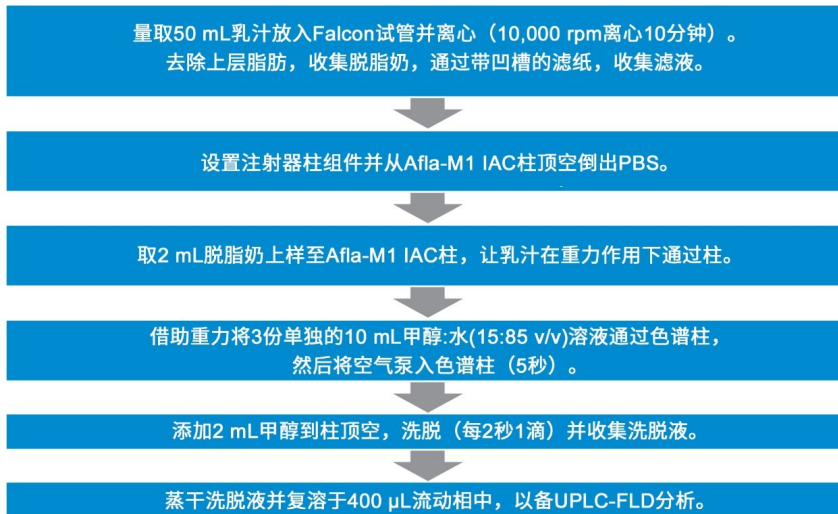 量取50 mL乳汁放入Falcon试管并离心（10,000 rpm离心10分钟）。
去除上层脂肪，收集脱脂奶，通过带凹槽的滤纸，收集滤液。
设置注射器柱组件并从Afla-M1 IAC柱顶空倒出PBS。
取2 mL脱脂奶上样至Afla-M1 IAC柱，让乳汁在重力作用下通过柱。
借助重力将3份单独的10 mL甲醇:水(15:85 v/v)溶液通过色谱柱，
然后将空气泵入色谱柱（5秒）。
添加2 mL甲醇到柱顶空，洗脱（每2秒1滴）并收集洗脱液。
蒸干洗脱液并复溶于400 µL流动相中，以备UPLC-FLD分析。